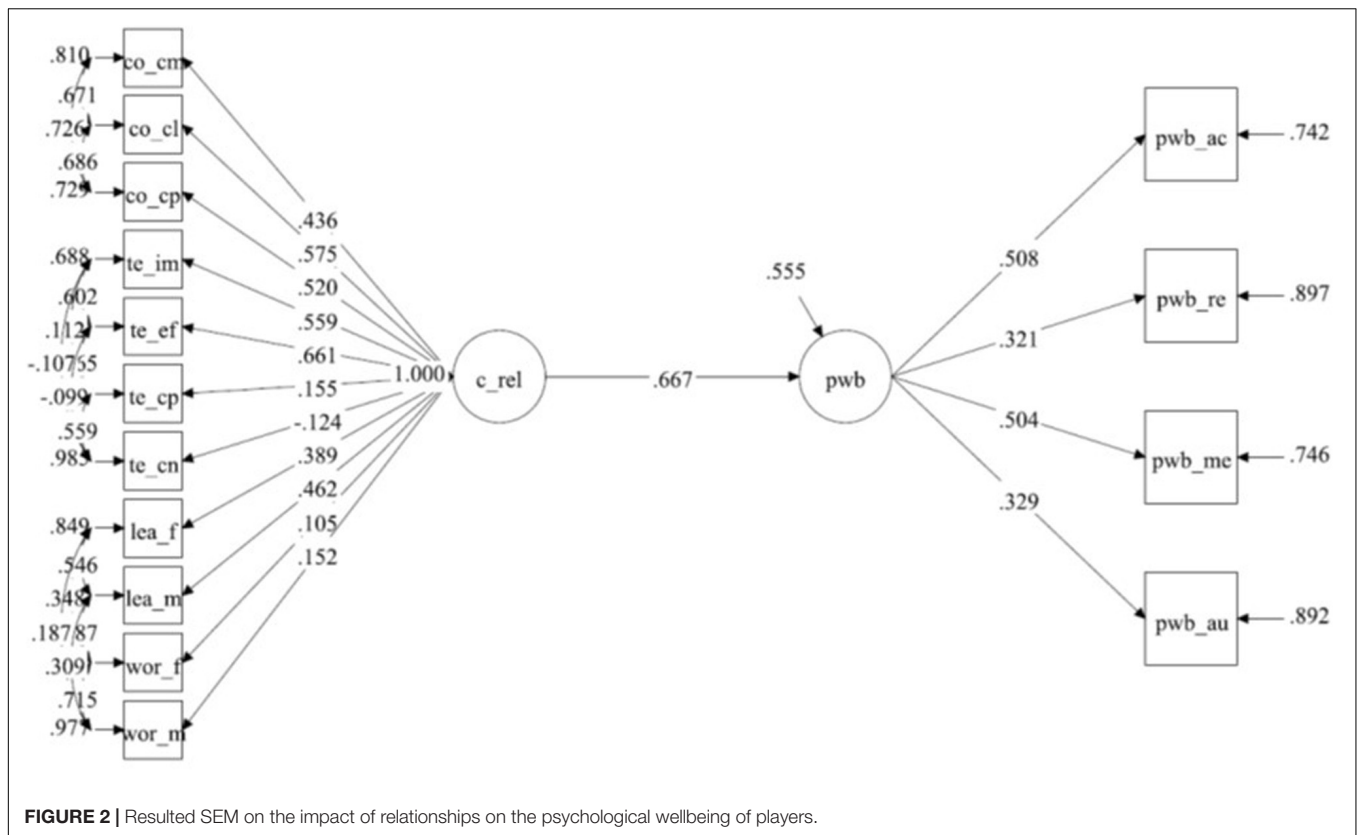 .810
co_cm
.671
.726
co_cl
.686
.729
co_cp
.688
te_im
.602
te_ef
te_cp
.559
te_cn
.849
lea_f
.546
.348
lea_m
.309
wor_f
.715
.977
wor_m
.436
.575
.520
.559
.661
.155
-.124
.389
.462
.105
.152
1.000
c_rel
.667
.555
pwb
.508
.321
.504
.329
pwb_ac
.742
pwb_re
.897
pwb_me
.746
pwb_au
.892
FIGURE 2 | Resulted SEM on the impact of relationships on the psychological wellbeing of players.